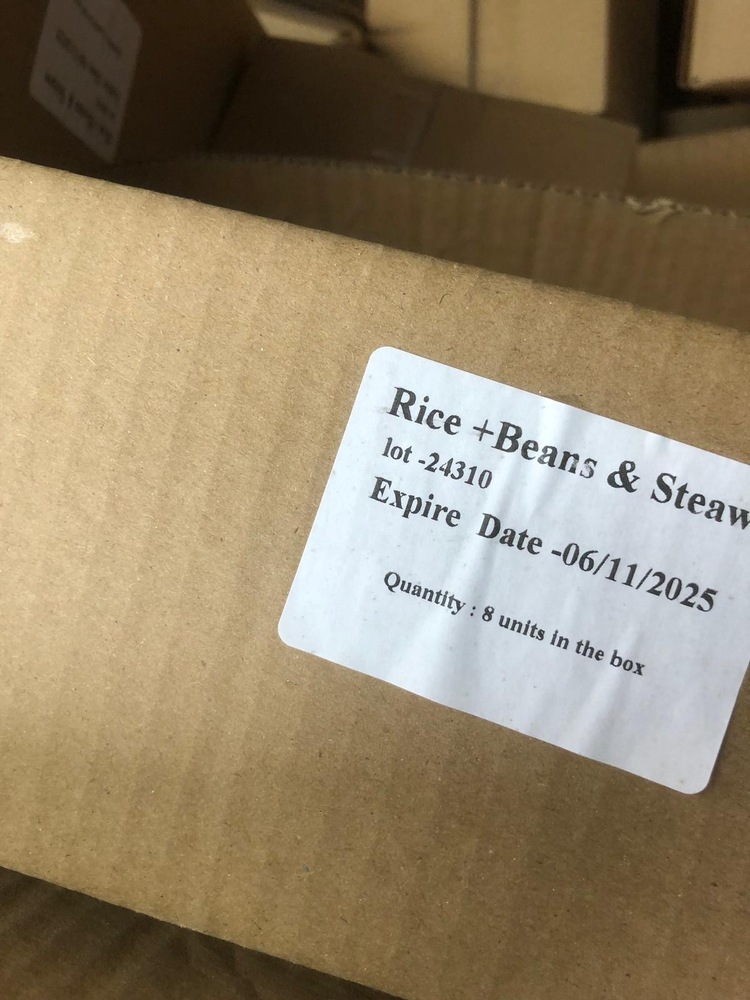 Rice +Beans & Steaw
lot -24310
Expire Date -06/11/2025
Quantity : 8 units in the box